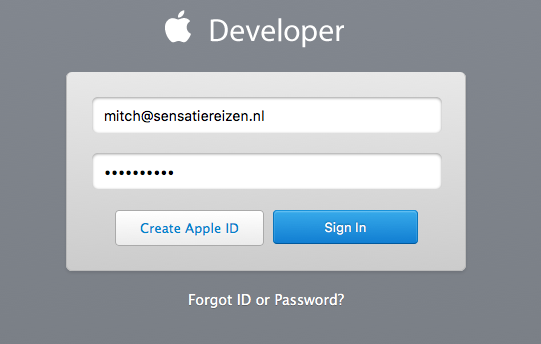 Developer
mitch@sensatiereizen.nl
••••••••••
Create Apple ID
Sign In
Forgot ID or Password?